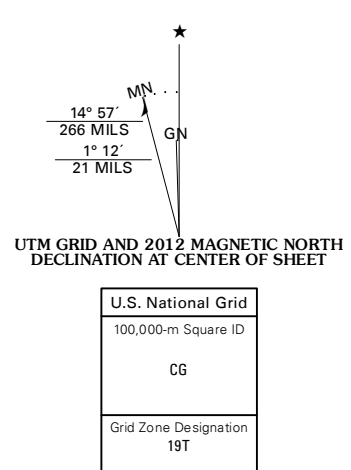 ★
MN
14° 57´
266 MILS
GN
1° 12´
21 MILS
UTM GRID AND 2012 MAGNETIC NORTH
DECLINATION AT CENTER OF SHEET
U.S. National Grid
100,000-m Square ID
CG
Grid Zone Designation
19T